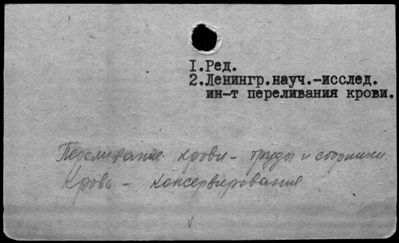 I.Ред.
2.Ленингр.науч.-исслед.
ин-т переливания крови.
Переливание крови - труды и сборники
Кровь - консервирование